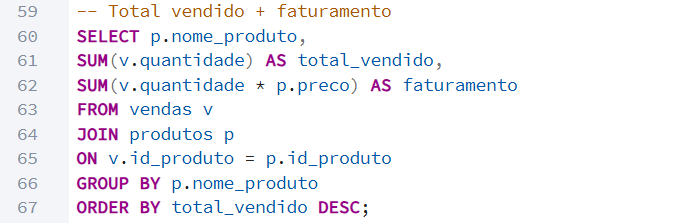 59 -- Total vendido + faturamento
60 SELECT p.nome_produto,
61 SUM(v.quantidade) AS total_vendido,
62 SUM(v.quantidade * p.preco) AS faturamento
63 FROM vendas v
64 JOIN produtos p
65 ON v.id_produto = p.id_produto
66 GROUP BY p.nome_produto
67 ORDER BY total_vendido DESC;